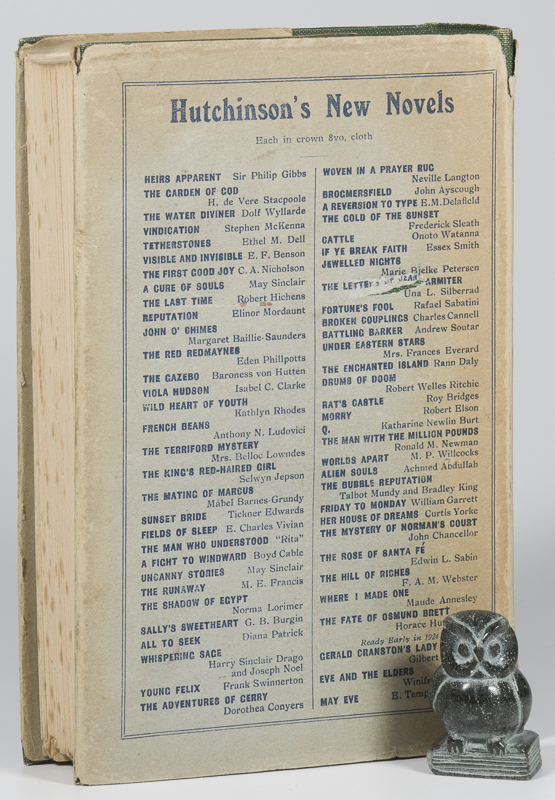 Hutchinson's New Novels
Each in crown 8vo, cloth
HEIRS APPARENT Sir Philip Gibbs
THE GARDEN OF GOD
H. de Vere Stacpoole
THE WATER DIVINER Dolf Wyllarde
VINDICATION Stephen McKenna
TETHERSTONES Ethel M. Dell
VISIBLE AND INVISIBLE E. F. Benson
THE FIRST GOOD JOY C. A. Nicholson
A CURE OF SOULS May Sinclair
THE LAST TIME Robert Hichens
REPUTATION Elinor Mordaunt
JOHN O' CHIMES
Margaret Baillie-Saunders
THE RED REDMAYNES
Eden Phillpotts
THE GAZEBO Baroness von Hutten
VIOLA HUDSON Isabel C. Clarke
WILD HEART OF YOUTH
Kathlyn Rhodes
FRENCH BEANS
Anthony N. Ludovici
THE TERRIFORD MYSTERY
Mrs. Belloc Lowndes
THE KING'S RED-HAIRED GIRL
Selwyn Jepson
THE MATING OF MARCUS
Mabel Barnes-Grundy
SUNSET BRIDE Tickner Edwards
FIELDS OF SLEEP E. Charles Vivian
THE MAN WHO UNDERSTOOD "Rita"
A FIGHT TO WINDWARD Boyd Cable
UNCANNY STORIES May Sinclair
THE RUNAWAY M. E. Francis
THE SHADOW OF EGYPT
Norma Lorimer
SALLY'S SWEETHEART G. B. Burgin
ALL TO SEEK Diana Patrick
WHISPERING SAGE
Harry Sinclair Drago
and Joseph Noel
YOUNG FELIX Frank Swinnerton
THE ADVENTURES OF GERRY
Dorothea Conyers
WOVEN IN A PRAYER RUG
Neville Langton
BROGMERSFIELD John Ayscough
A REVERSION TO TYPE E.M.Delafield
THE GOLD OF THE SUNSET
Frederick Sleath
CATTLE Onoto Watanna
IF YE BREAK FAITH Essex Smith
JEWELLED NIGHTS
Marie Bjelke Petersen
THE LETTERS OF JEAN ARMITER
Una L. Silberrad
FORTUNE'S FOOL Rafael Sabatini
BROKEN COUPLINGS Charles Cannell
BATTLING BARKER Andrew Soutar
UNDER EASTERN STARS
Mrs. Frances Everard
THE ENCHANTED ISLAND Rann Daly
DRUMS OF DOOM
Robert Welles Ritchie
RAT'S CASTLE Roy Bridges
MORRY Robert Elson
Q. Katharine Newlin Burt
THE MAN WITH THE MILLION POUNDS
Ronald M. Newman
WORLDS APART M. P. Willcocks
ALIEN SOULS Achmed Abdullah
THE BUBBLE REPUTATION
Talbot Mundy and Bradley King
FRIDAY TO MONDAY William Garrett
HER HOUSE OF DREAMS Curtis Yorke
THE MYSTERY OF NORMAN'S COURT
John Chancellor
THE ROSE OF SANTA FÉ
Edwin L. Sabin
THE HILL OF RICHES
F. A. M. Webster
WHERE I MADE ONE
Maude Annesley
THE FATE OF OSMUND BRETT
Horace
Ready Early in 1924
GERALD CRANSTON'S LADY
Gilbert
EVE AND THE ELDERS
MAY EVE E.